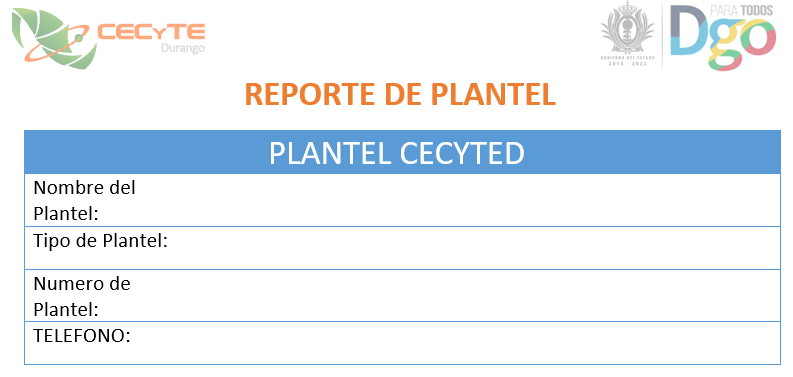 CECyTE
Durango
GOBIERNO DEL ESTADO
2016 - 2022
PARA TODOS
Dgo
REPORTE DE PLANTEL
PLANTEL CECYTED
Nombre del
Plantel:
Tipo de Plantel:
Numero de
Plantel:
TELEFONO: